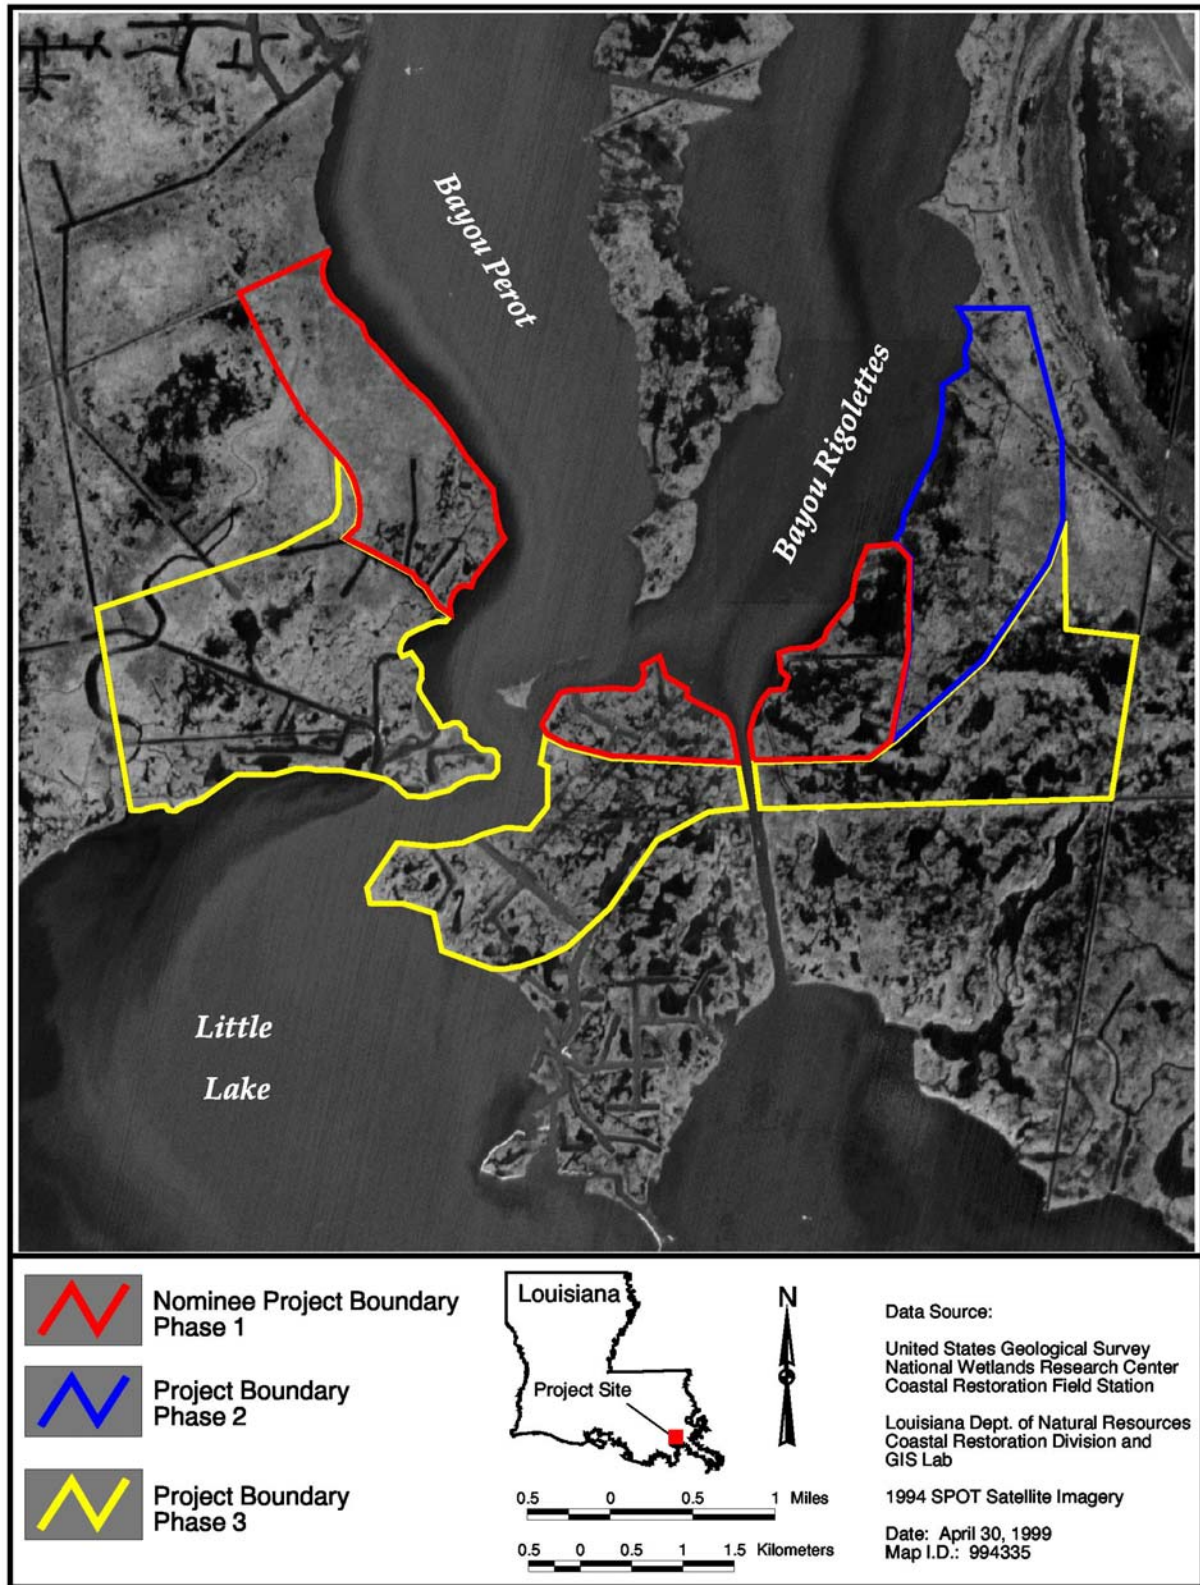 Bayou Perot
Bayou Rigolettes
Little
Lake
Nominee Project Boundary
Phase 1
Project Boundary
Phase 2
Project Boundary
Phase 3
Louisiana
Project Site
0.5 0 0.5 1 Miles
0.5 0 0.5 1 1.5 Kilometers
N
Data Source:
United States Geological Survey
National Wetlands Research Center
Coastal Restoration Field Station
Louisiana Dept. of Natural Resources
Coastal Restoration Division and
GIS Lab
1994 SPOT Satellite Imagery
Date: April 30, 1999
Map I.D.: 994335